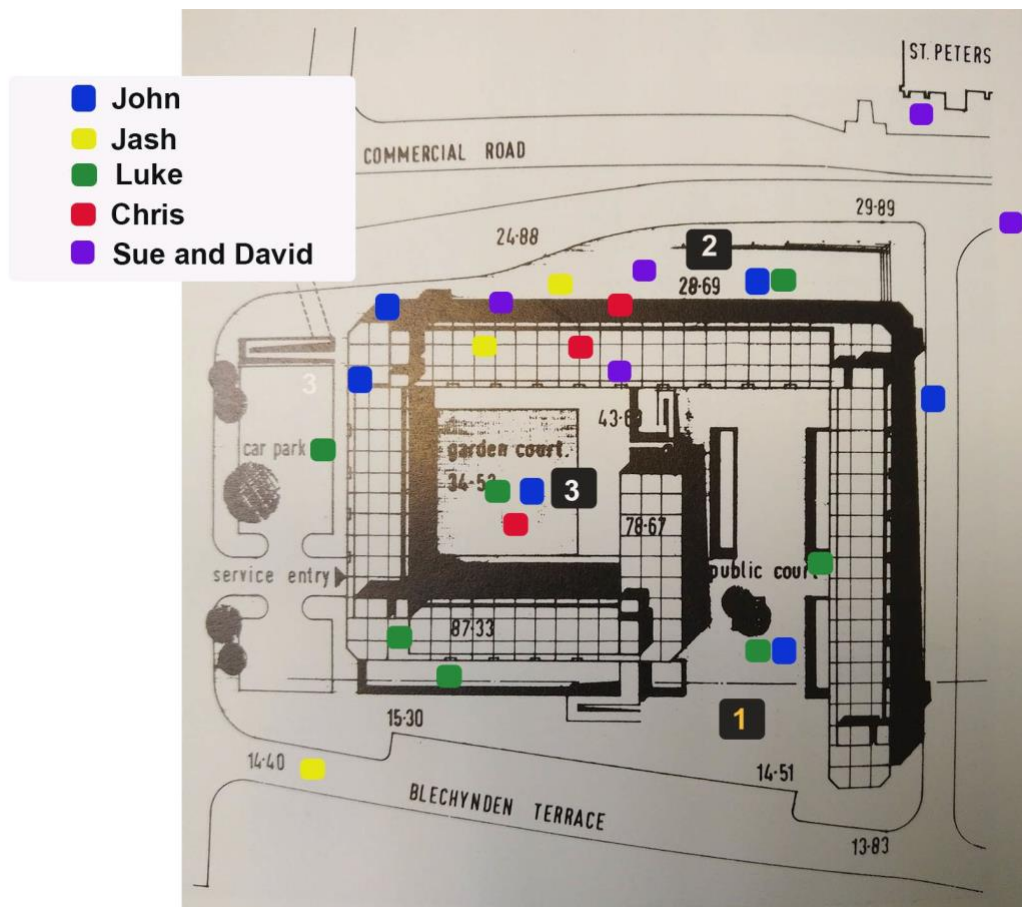 ST. PETERS
John
Jash
Luke
Chris
Sue and David
COMMERCIAL ROAD
29·89
24·88
2
28·69
3
43·
car park
garden court.
34·5
3
78·67
service entry
public court
87·33
1
15·30
14·40
14·51
BLECHYNDEN TERRACE
13·83